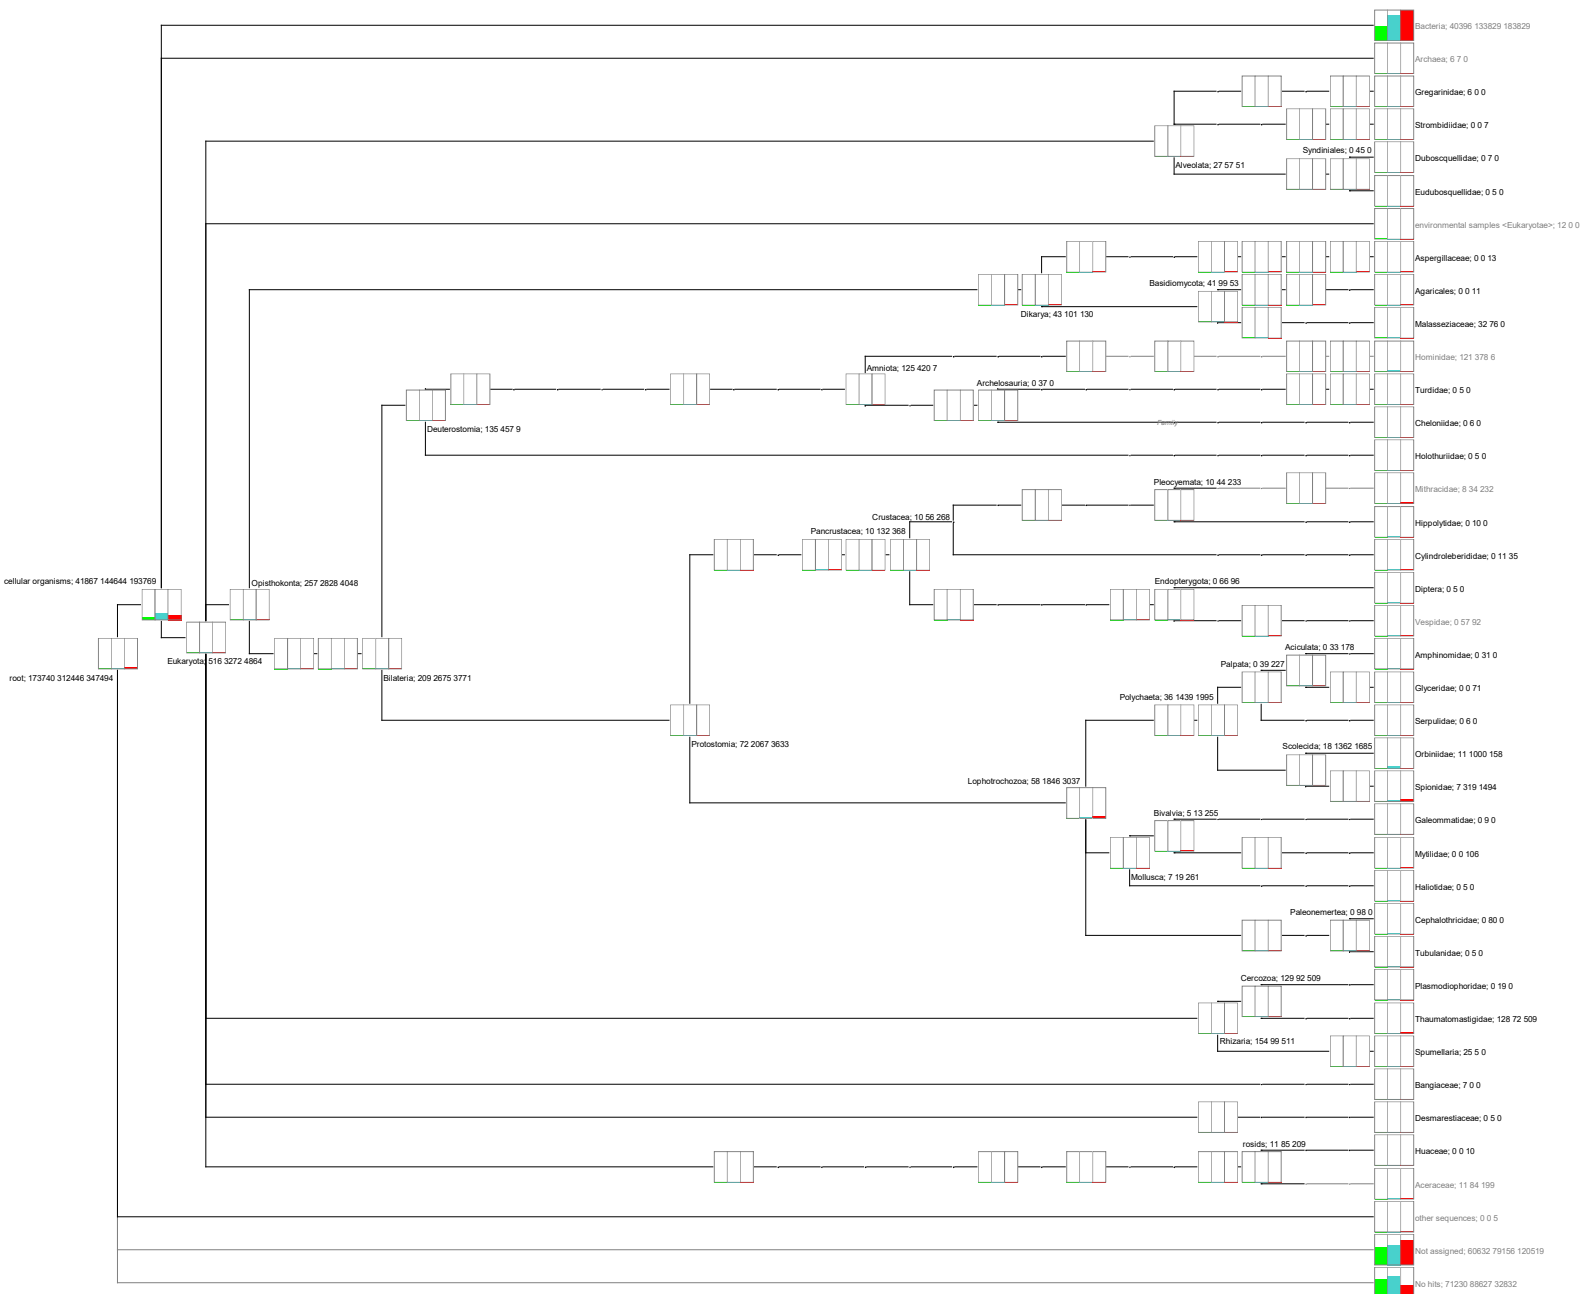 Bacteria; 40396 133829 183829
Archaea; 6 7 0
Gregarinidae; 6 0 0
Strombidiidae; 0 0 7
Syndiniales; 0 45 0
Duboscquellidae; 0 7 0
Alveolata; 27 57 51
Eudubosquellidae; 0 5 0
environmental samples <Eukaryotae>; 12 0 0
Aspergillaceae; 0 0 13
Basidiomycota; 41 99 53
Agaricales; 0 0 11
Dikarya; 43 101 130
Malasseziaceae; 32 76 0
Hominidae; 121 378 6
Amniota; 125 420 7
Archelosauria; 0 37 0
Turdidae; 0 5 0
Family
Cheloniidae; 0 6 0
Deuterostomia; 135 457 9
Holothuriidae; 0 5 0
Pleocyemata; 10 44 233
Mithracidae; 8 34 232
Crustacea; 10 56 268
Hippolytidae; 0 10 0
Pancrustacea; 10 132 368
Cylindroleberididae; 0 11 35
cellular organisms; 41867 144644 193769
Opisthokonta; 257 2828 4048
Endopterygota; 0 66 96
Diptera; 0 5 0
Vespidae; 0 57 92
Aciculata; 0 33 178
Amphinomidae; 0 31 0
Eukaryota; 516 3272 4864
Palpata; 0 39 227
root; 173740 312446 347494
Bilateria; 209 2675 3771
Glyceridae; 0 0 71
Polychaeta; 36 1439 1995
Serpulidae; 0 6 0
Protostomia; 72 2067 3633
Scolecida; 18 1362 1685
Orbiniidae; 11 1000 158
Lophotrochozoa; 58 1846 3037
Spionidae; 7 319 1494
Bivalvia; 5 13 255
Galeommatidae; 0 9 0
Mytilidae; 0 0 106
Mollusca; 7 19 261
Haliotidae; 0 5 0
Paleonemertea; 0 98 0
Cephalothricidae; 0 80 0
Tubulanidae; 0 5 0
Cercozoa; 129 92 509
Plasmodiophoridae; 0 19 0
Thaumatomastigidae; 128 72 509
Rhizaria; 154 99 511
Spumellaria; 25 5 0
Bangiaceae; 7 0 0
Desmarestiaceae; 0 5 0
rosids; 11 85 209
Huaceae; 0 0 10
Aceraceae; 11 84 199
other sequences; 0 0 5
Not assigned; 60632 79156 120519
No hits; 71230 88627 32832